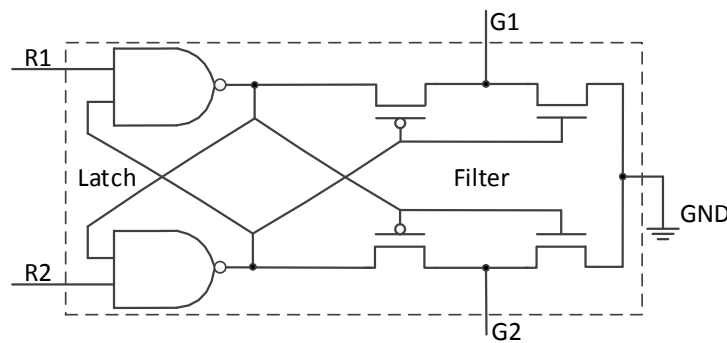 G1
R1
Latch
Filter
GND
R2
G2